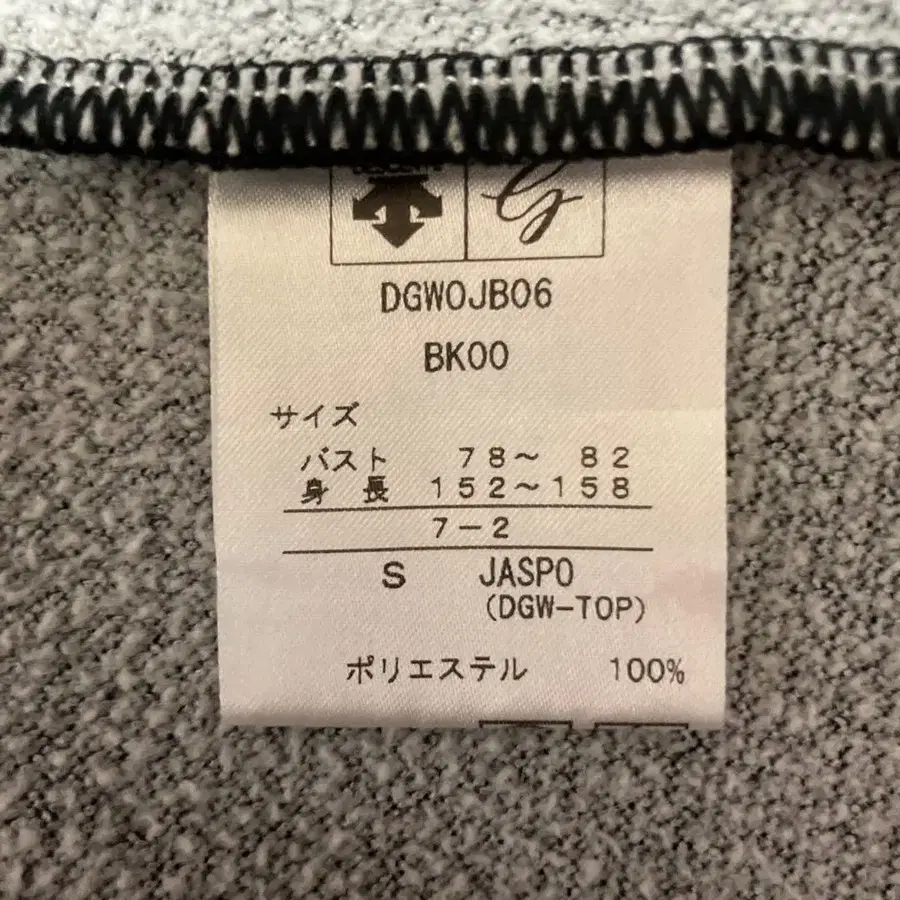 G
DGWOJB06
BK00
サイズ
バスト 78～ 82
身 長 152～158
7－2
S JASPO
(DGW-TOP)
ポリエステル 100%